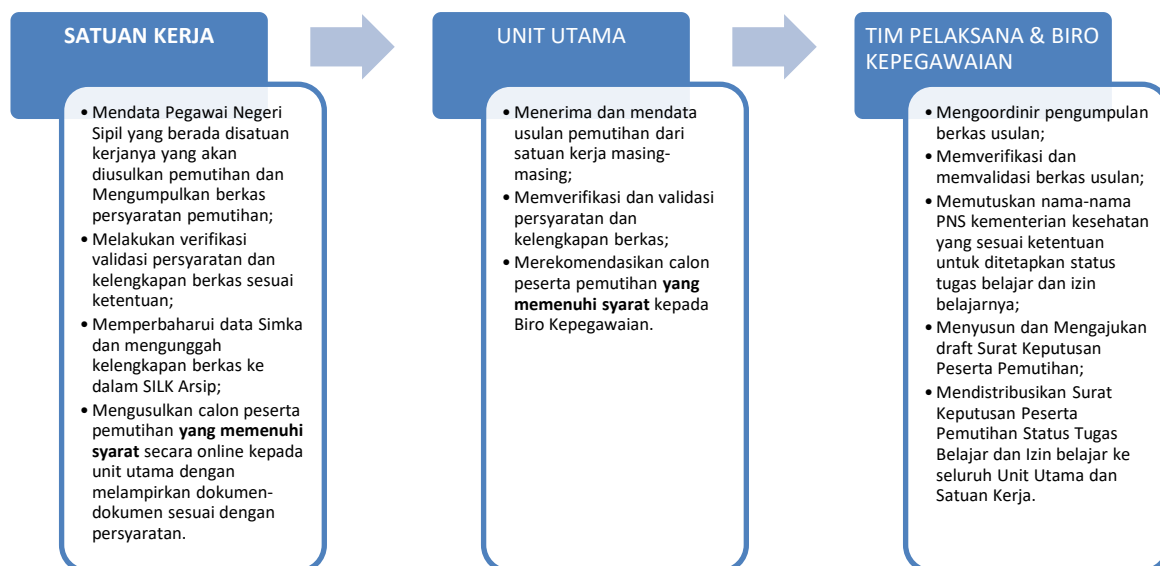 SATUAN KERJA
• Mendata Pegawai Negeri
Sipil yang berada disatuan
kerjanya yang akan
diusulkan pemutihan dan
Mengumpulkan berkas
persyaratan pemutihan;
• Melakukan verifikasi
validasi persyaratan dan
kelengkapan berkas sesuai
ketentuan;
• Memperbaharui data Simka
dan mengunggah
kelengkapan berkas ke
dalam SILK Arsip;
• Mengusulkan calon peserta
pemutihan yang memenuhi
syarat secara online kepada
unit utama dengan
melampirkan dokumen-
dokumen sesuai dengan
persyaratan.
UNIT UTAMA
• Menerima dan mendata
usulan pemutihan dari
satuan kerja masing-
masing;
• Memverifikasi dan validasi
persyaratan dan
kelengkapan berkas;
• Merekomendasikan calon
peserta pemutihan yang
memenuhi syarat kepada
Biro Kepegawaian.
TIM PELAKSANA & BIRO
KEPEGAWAIAN
• Mengoordinir pengumpulan
berkas usulan;
• Memverifikasi dan
memvalidasi berkas usulan;
• Memutuskan nama-nama
PNS kementerian kesehatan
yang sesuai ketentuan
untuk ditetapkan status
tugas belajar dan izin
belajarnya;
• Menyusun dan Mengajukan
draft Surat Keputusan
Peserta Pemutihan;
• Mendistribusikan Surat
Keputusan Peserta
Pemutihan Status Tugas
Belajar dan Izin belajar ke
seluruh Unit Utama dan
Satuan Kerja.